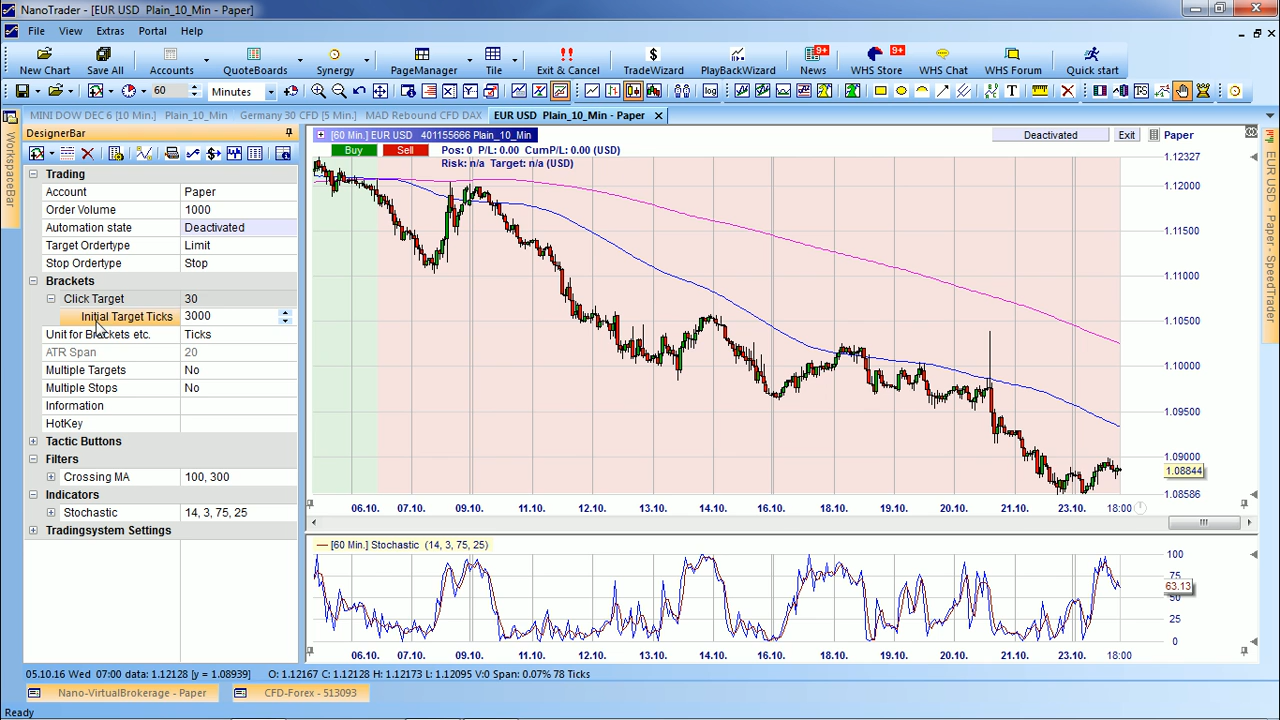 NanoTrader - [EUR USD Plain_10_Min - Paper]
File View Extras Portal Help
New Chart Save All Accounts QuoteBoards Synergy PageManager Tile Exit & Cancel TradeWizard PlayBackWizard News 9+ WHS Store 9+ WHS Chat WHS Forum Quick start
60 Minutes
MINI DOW DEC 6 [10 Min.] Plain_10_Min Germany 30 CFD [5 Min.] MAD Rebound CFD DAX EUR USD Plain_10_Min - Paper
WorkspaceBar
DesignerBar
Trading
Account Paper
Order Volume 1000
Automation state Deactivated
Target Ordertype Limit
Stop Ordertype Stop
Brackets
Click Target 30
Initial Target Ticks 3000
Unit for Brackets etc. Ticks
ATR Span 20
Multiple Targets No
Multiple Stops No
Information
HotKey
Tactic Buttons
Filters
Crossing MA 100, 300
Indicators
Stochastic 14, 3, 75, 25
Tradingsystem Settings
[60 Min.] EUR USD 401155666 Plain_10_Min
Deactivated Exit Paper
Buy Sell Pos: 0 P/L: 0.00 CumP/L: 0.00 (USD)
Risk: n/a Target: n/a (USD)
1.12327
1.12000
1.11500
1.11000
1.10500
1.10000
1.09500
1.09000
1.08844
1.08586
06.10. 07.10. 09.10. 10.10. 11.10. 12.10. 13.10. 14.10. 16.10. 17.10. 18.10. 19.10. 20.10. 21.10. 23.10. 18:00
[60 Min.] Stochastic (14, 3, 75, 25)
100
75
63.13
50
25
0
06.10. 07.10. 09.10. 10.10. 11.10. 12.10. 13.10. 14.10. 16.10. 17.10. 18.10. 19.10. 20.10. 21.10. 23.10. 18:00
EUR USD - Paper - SpeedTrader
05.10.16 Wed 07:00 data: 1.12128 [y = 1.08939] O: 1.12167 C: 1.12128 H: 1.12173 L: 1.12095 V:0 Span: 0.07% 78 Ticks
Nano-VirtualBrokerage - Paper CFD-Forex - 513093
Ready